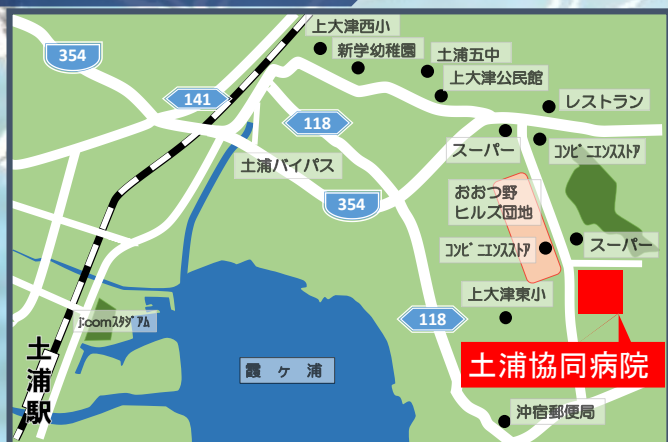 上大津西小
354
新学幼稚園
土浦五中
上大津公民館
141
レストラン
118
スーパー
コンビニエンスストア
土浦バイパス
おおつ野
ヒルズ団地
354
スーパー
コンビニエンスストア
上大津東小
J:comスタジアム
118
土浦駅
霞ヶ浦
土浦協同病院
沖宿郵便局